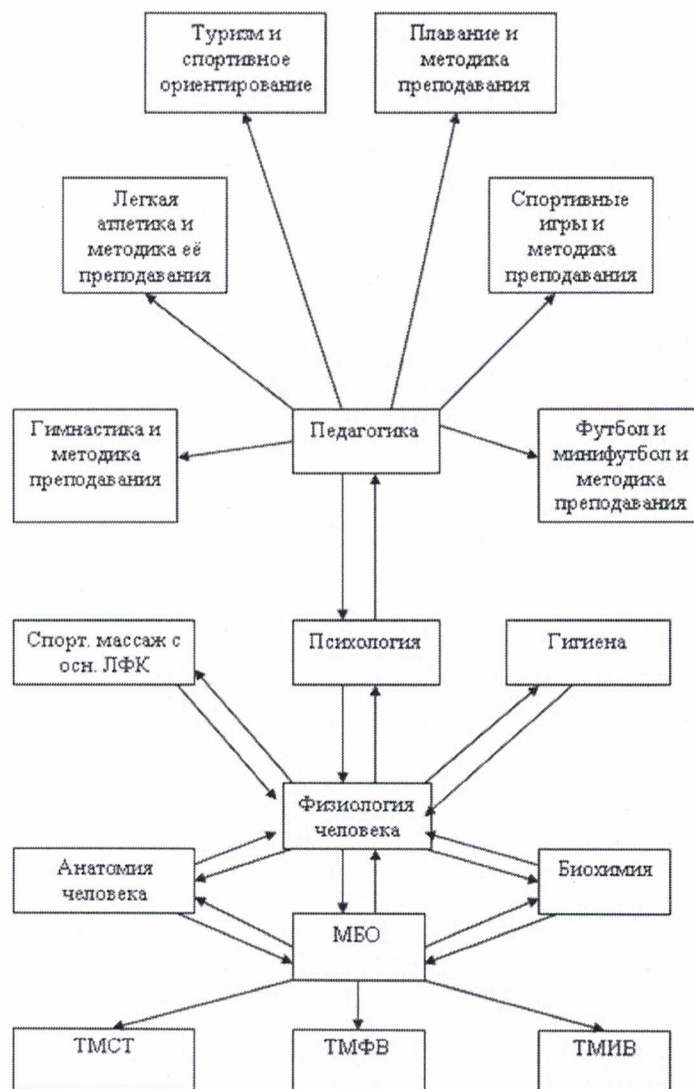 Туризм и
спортивное
ориентирование
Плавание и
методика
преподавания
Легкая
атлетика и
методика её
преподавания
Спортивные
игры и
методика
преподавания
Гимнастика и
методика
преподавания
Педагогика
Футбол и
минифутбол и
методика
преподавания
Спорт. массаж с
осн. ЛФК
Психология
Гигиена
Физиология
человека
Анатомия
человека
Биохимия
МБО
ТМСТ
ТМФВ
ТМИВ